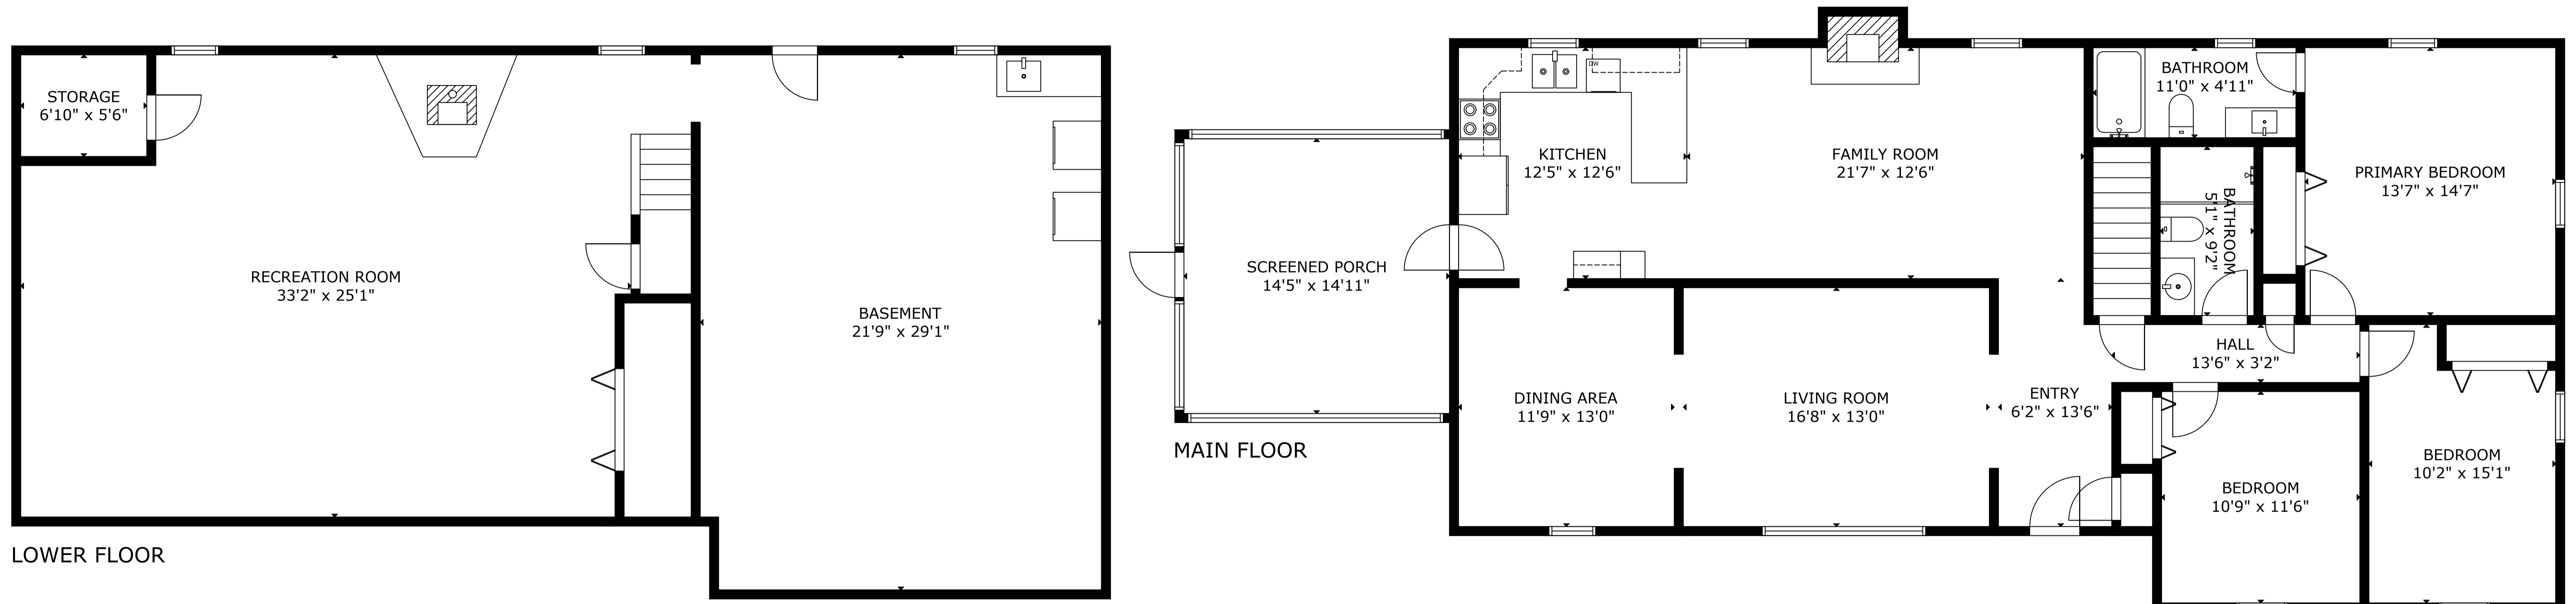 STORAGE
6'10" x 5'6"
RECREATION ROOM
33'2" x 25'1"
BASEMENT
21'9" x 29'1"
LOWER FLOOR
SCREENED PORCH
14'5" x 14'11"
MAIN FLOOR
DW
KITCHEN
12'5" x 12'6"
FAMILY ROOM
21'7" x 12'6"
BATHROOM
11'0" x 4'11"
PRIMARY BEDROOM
13'7" x 14'7"
BATHROOM
5'1" x 9'2"
HALL
13'6" x 3'2"
DINING AREA
11'9" x 13'0"
LIVING ROOM
16'8" x 13'0"
ENTRY
6'2" x 13'6"
BEDROOM
10'9" x 11'6"
BEDROOM
10'2" x 15'1"